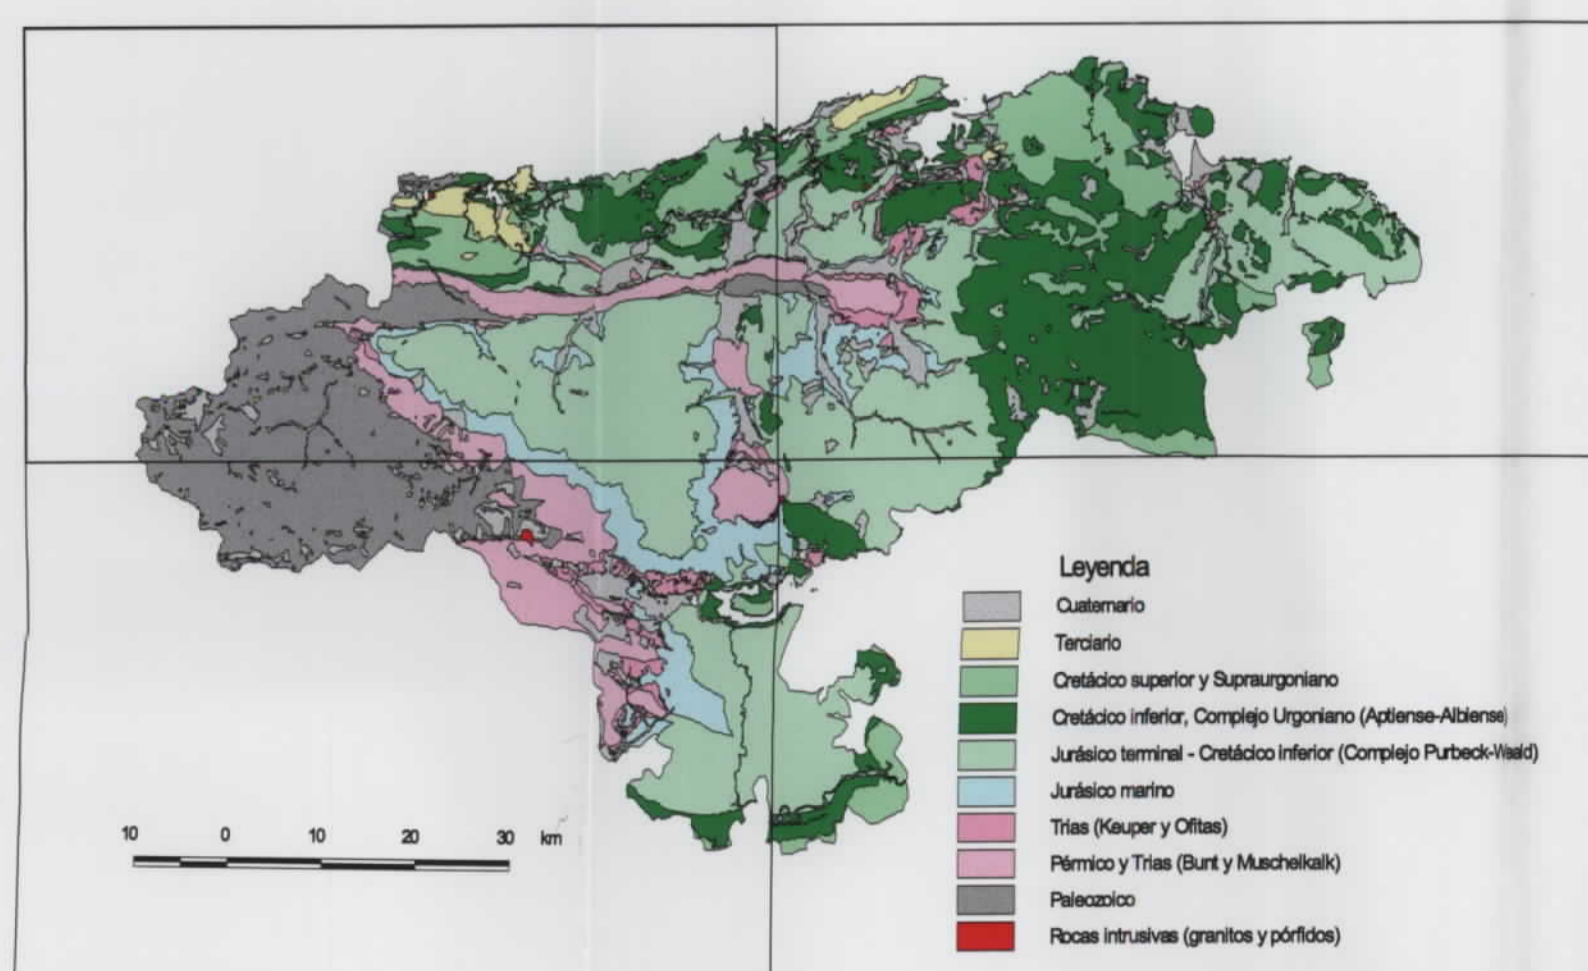 Leyenda
Cuaternario
Terciario
Cretácico superior y Supraurgoniano
Cretácico inferior, Complejo Urgoniano (Aptiense-Albiense)
Jurásico terminal - Cretácico inferior (Complejo Purbeck-Weald)
Jurásico marino
Trias (Keuper y Ofitas)
Pérmico y Trias (Bunt y Muschelkalk)
Paleozoico
Rocas intrusivas (granitos y pórfidos)
10 0 10 20 30 km